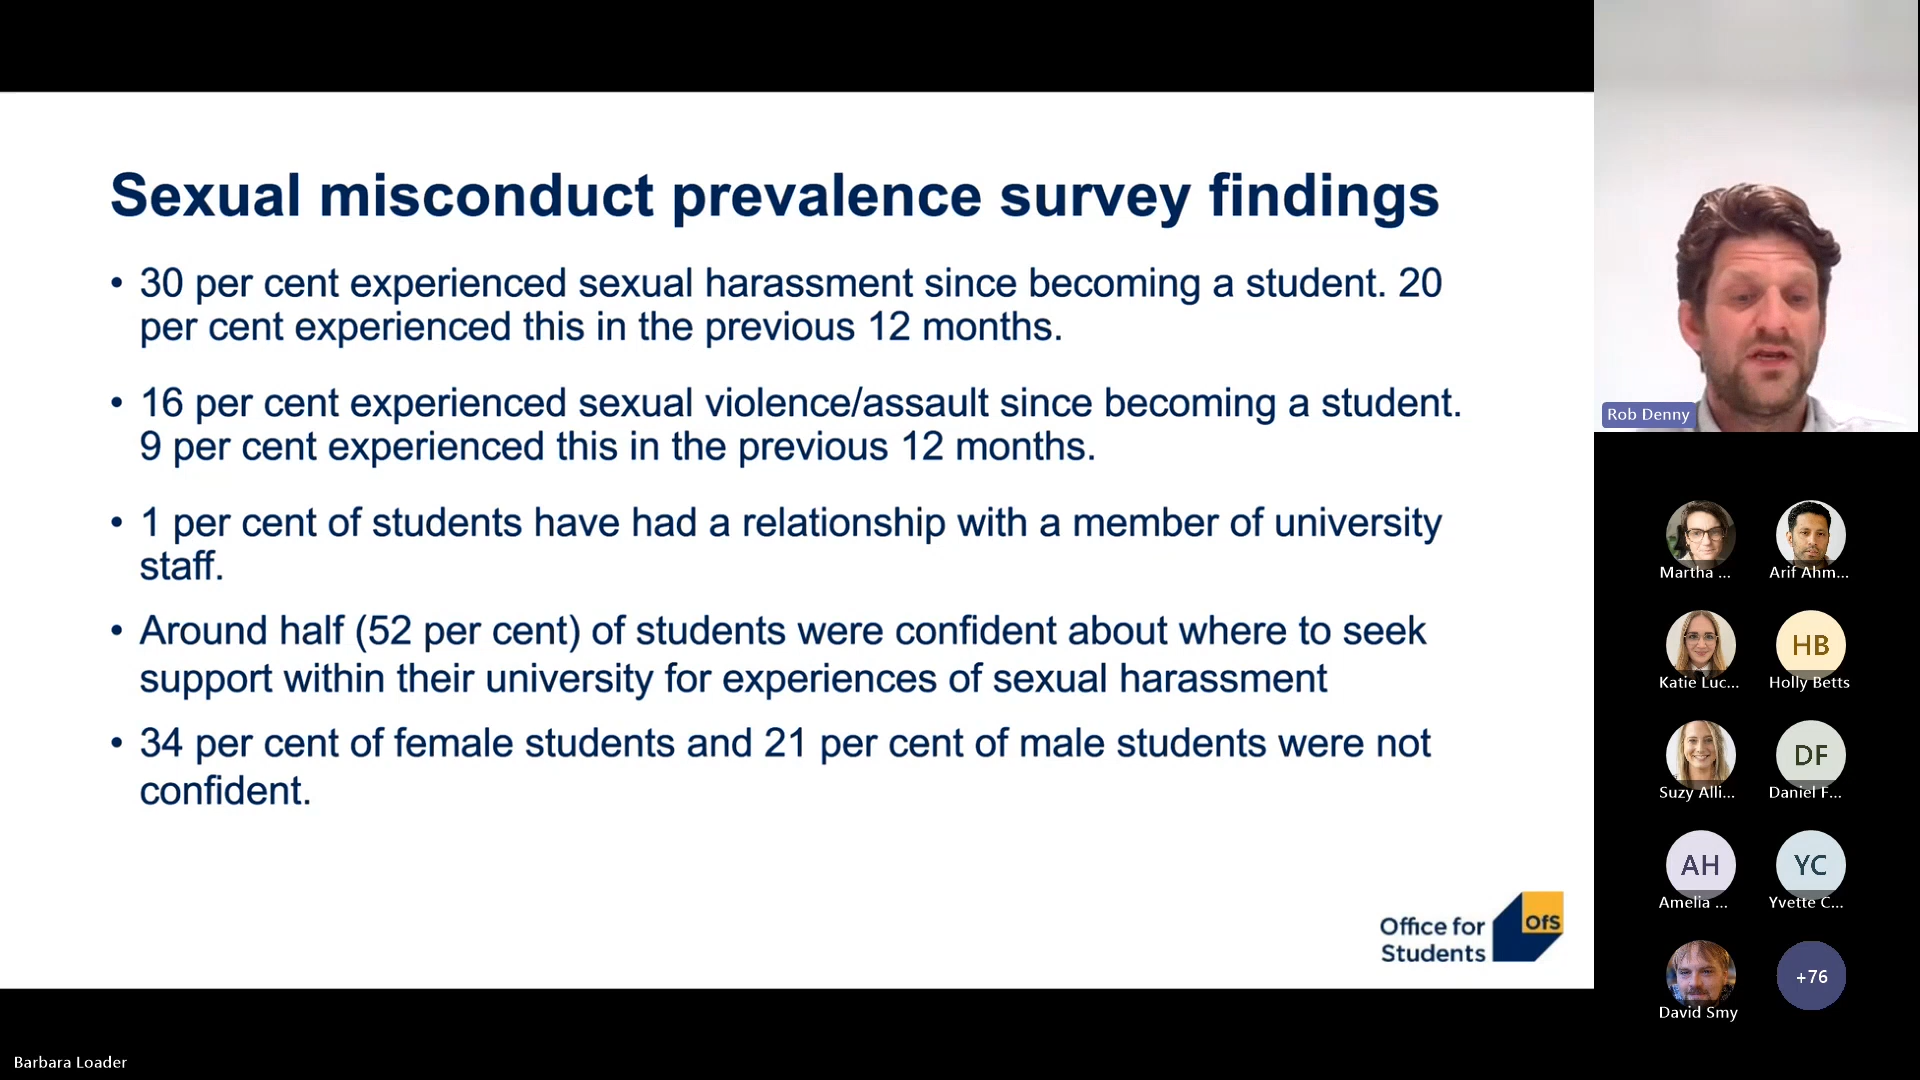 Sexual misconduct prevalence survey findings
• 30 per cent experienced sexual harassment since becoming a student. 20
per cent experienced this in the previous 12 months.
• 16 per cent experienced sexual violence/assault since becoming a student.
9 per cent experienced this in the previous 12 months.
• 1 per cent of students have had a relationship with a member of university
staff.
• Around half (52 per cent) of students were confident about where to seek
support within their university for experiences of sexual harassment
• 34 per cent of female students and 21 per cent of male students were not
confident.
Office for
Students
OfS
Rob Denny
Martha ...
Arif Ahm...
Katie Luc...
HB
Holly Betts
Suzy Alli...
DF
Daniel F...
AH
Amelia ...
YC
Yvette C...
David Smy
+76
Barbara Loader